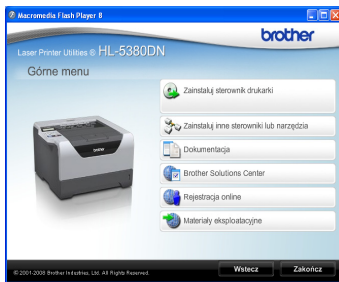 Macromedia Flash Player 8
brother
Laser Printer Utilities ® HL-5380DN
Górne menu
Zainstaluj sterownik drukarki
Zainstaluj inne sterowniki lub narzędzia
Dokumentacja
Brother Solutions Center
Rejestracja online
Materiały eksploatacyjne
© 2001-2008 Brother Industries, Ltd. All Rights Reserved.
Wstecz
Zakończ